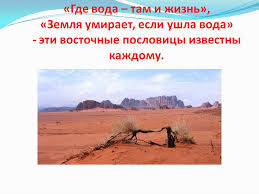 «Где вода – там и жизнь»,
«Земля умирает, если ушла вода»
- эти восточные пословицы известны
каждому.